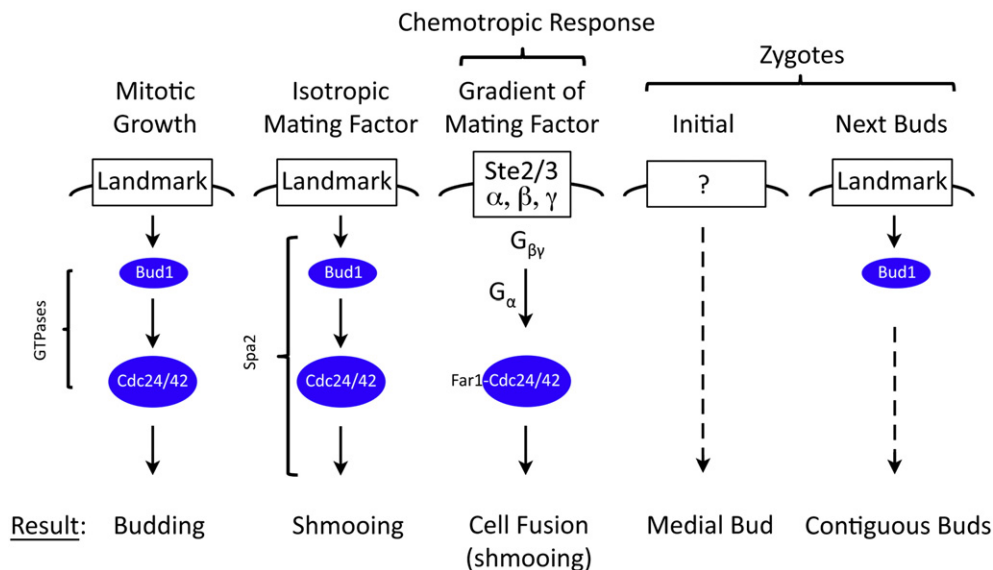 Chemotropic Response
Zygotes
Mitotic
Growth
Isotropic
Mating Factor
Gradient of
Mating Factor
Initial
Next Buds
Landmark
Landmark
Ste2/3
α, β, γ
?
Landmark
Bud1
Bud1
Gβγ
Bud1
Gα
GTPases
Spa2
Cdc24/42
Cdc24/42
Far1-Cdc24/42
Result:
Budding
Shmooing
Cell Fusion
(shmooing)
Medial Bud
Contiguous Buds